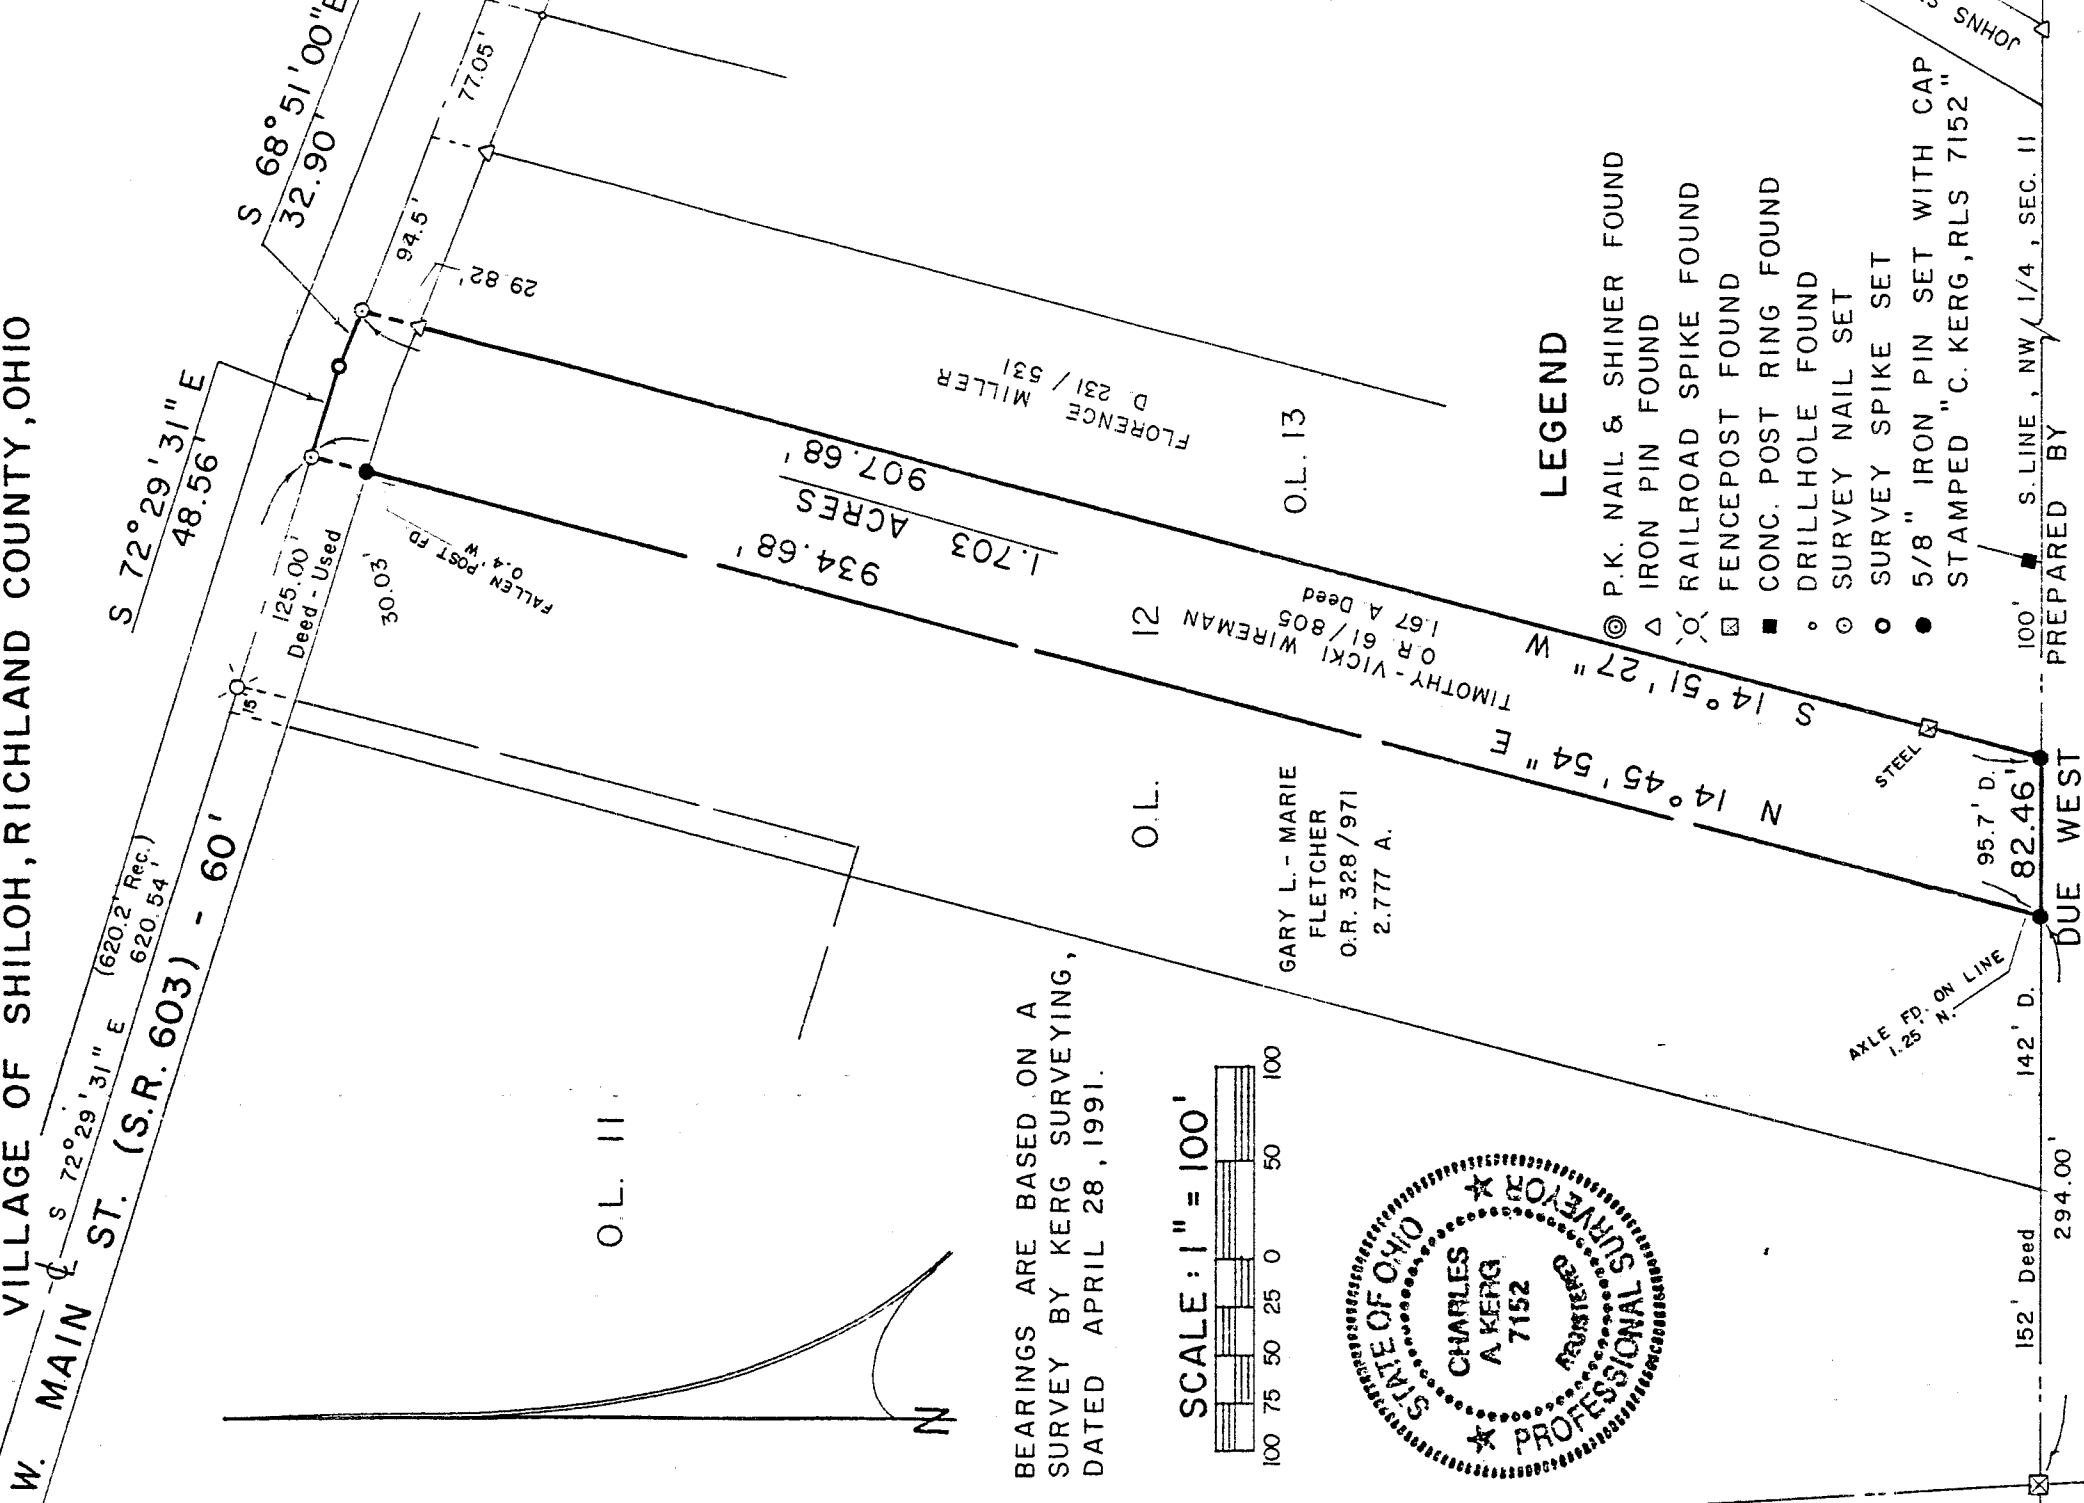 VILLAGE OF SHILOH, RICHLAND COUNTY, OHIO
W. MAIN ST. (S.R. 603) - 60'
S 72° 29' 31" E
(620.2' Rec.)
620.54'
S 72° 29' 31" E
48.56'
S 68° 51' 00" E
32.90'
125.00'
Deed - Used
15'
94.5'
77.05'
29.82'
30.03'
FALLEN POST FD.
0.4' W
934.68'
1.703 ACRES
907.68'
FLORENCE MILLER
D. 231 / 531
O.L. 13
O.L. 12
TIMOTHY - VICKI WIREMAN
O.R. 61 / 805
1.67 A. Deed
N 14° 45' 54" E
S 14° 51' 27" W
GARY L. - MARIE
FLETCHER
O.R. 328 / 971
2.777 A.
O.L. 11
N
BEARINGS ARE BASED ON A
SURVEY BY KERG SURVEYING,
DATED APRIL 28, 1991.
SCALE: 1" = 100'
100 75 50 25 0 50 100
STATE OF OHIO
CHARLES
A. KERG
7152
REGISTERED
PROFESSIONAL SURVEYOR
LEGEND
P.K. NAIL & SHINER FOUND
IRON PIN FOUND
RAILROAD SPIKE FOUND
FENCEPOST FOUND
CONC. POST RING FOUND
DRILLHOLE FOUND
SURVEY NAIL SET
SURVEY SPIKE SET
5/8" IRON PIN SET WITH CAP
STAMPED "C. KERG, RLS 7152"
STEEL
AXLE FD. ON LINE
1.25' N.
152' Deed
294.00'
142' D.
95.7' D.
82.46'
DUE WEST
100'
S. LINE, NW 1/4, SEC. 11
PREPARED BY
JOHNS